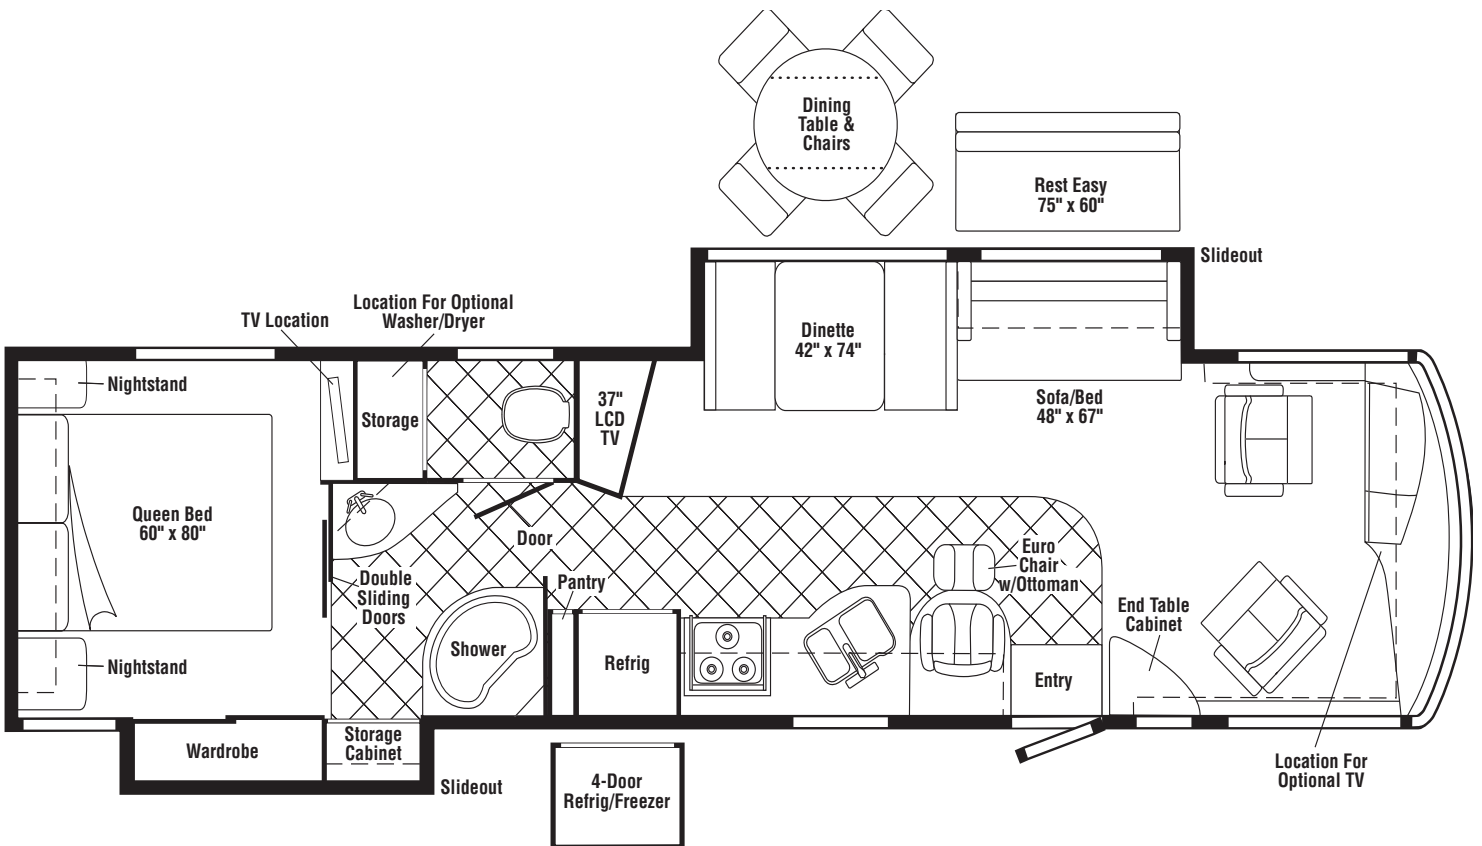 Dining
Table &
Chairs
Rest Easy
75" x 60"
Slideout
Location For Optional
Washer/Dryer
TV Location
Dinette
42" x 74"
Nightstand
Storage
37"
LCD
TV
Sofa/Bed
48" x 67"
Queen Bed
60" x 80"
Door
Euro
Chair
w/Ottoman
Double
Sliding
Doors
Pantry
End Table
Cabinet
Shower
Refrig
Nightstand
Entry
Wardrobe
Storage
Cabinet
Slideout
4-Door
Refrig/Freezer
Location For
Optional TV